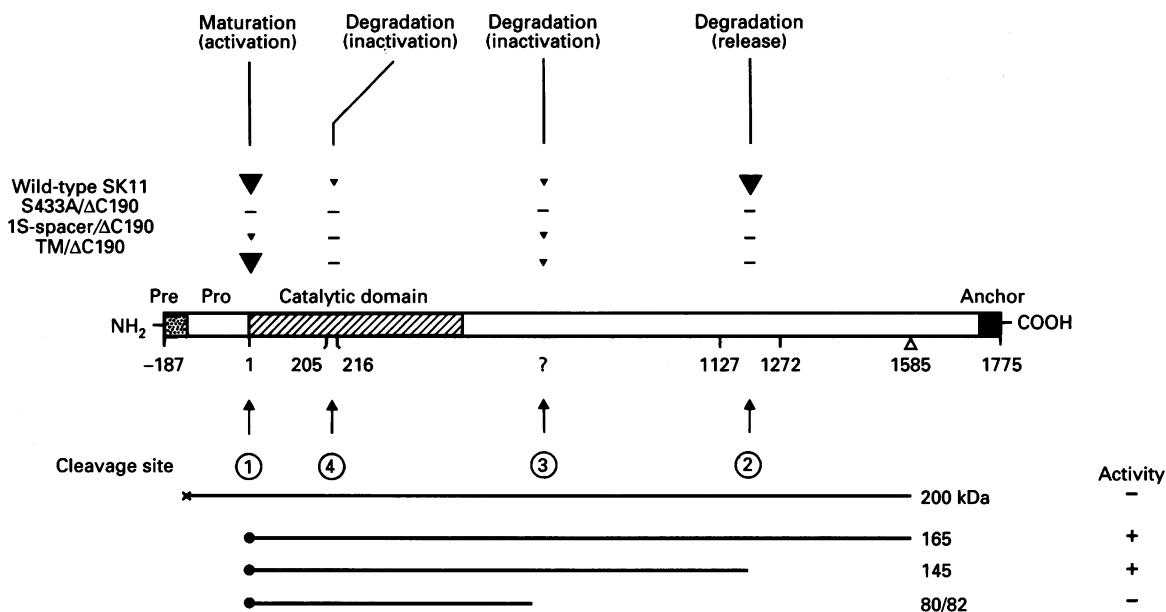 Maturation Degradation Degradation Degradation
(activation) (inactivation) (inactivation) (release)
Wild-type SK11
S433A/ΔC190 – – – –
1S-spacer/ΔC190 – –
TM/ΔC190 – –
Pre Pro Catalytic domain Anchor
NH2 COOH
–187 1 205 216 ? 1127 1272 1585 1775
Cleavage site 1 4 3 2 Activity
200 kDa –
165 +
145 +
80/82 –